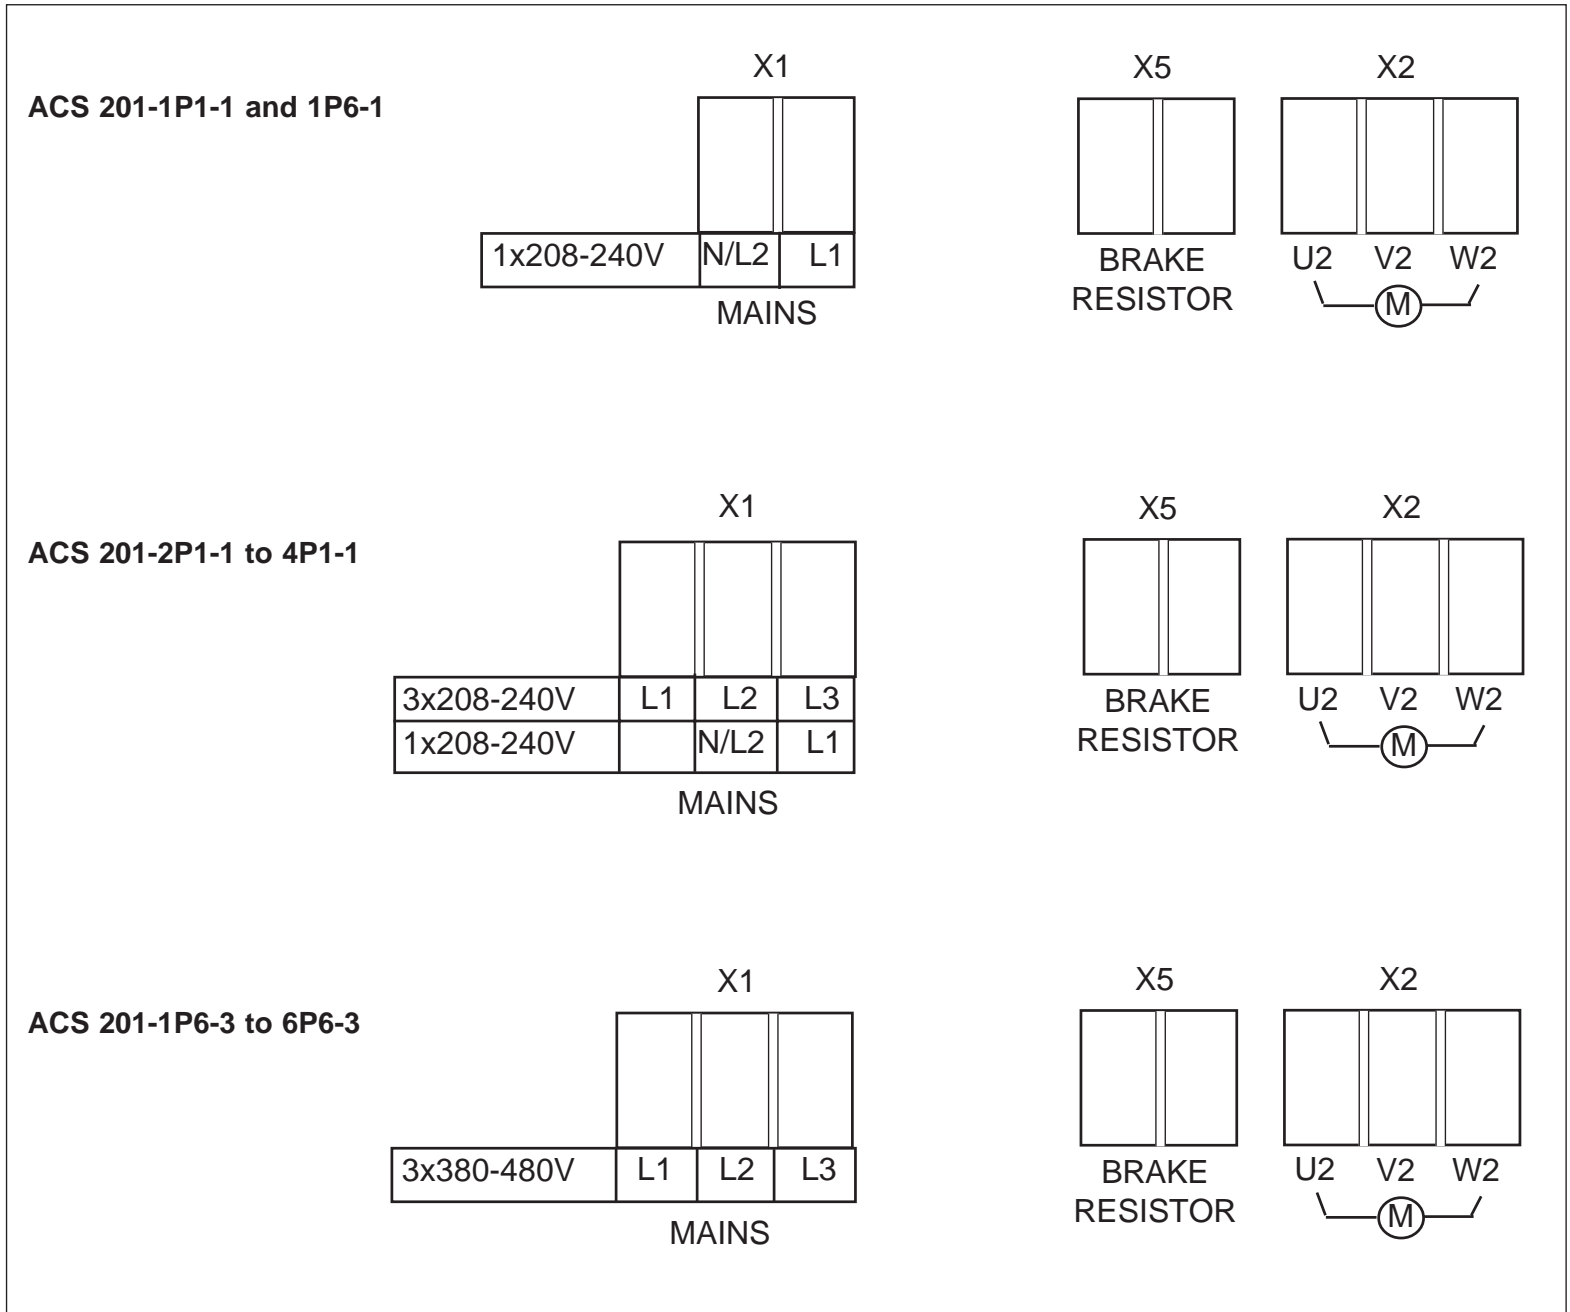 X1 X5 X2
ACS 201-1P1-1 and 1P6-1
1x208-240V N/L2 L1
BRAKE RESISTOR
U2 V2 W2
MAINS
M
X1 X5 X2
ACS 201-2P1-1 to 4P1-1
3x208-240V L1 L2 L3
1x208-240V N/L2 L1
BRAKE RESISTOR
U2 V2 W2
M
MAINS
X1 X5 X2
ACS 201-1P6-3 to 6P6-3
3x380-480V L1 L2 L3
BRAKE RESISTOR
U2 V2 W2
M
MAINS